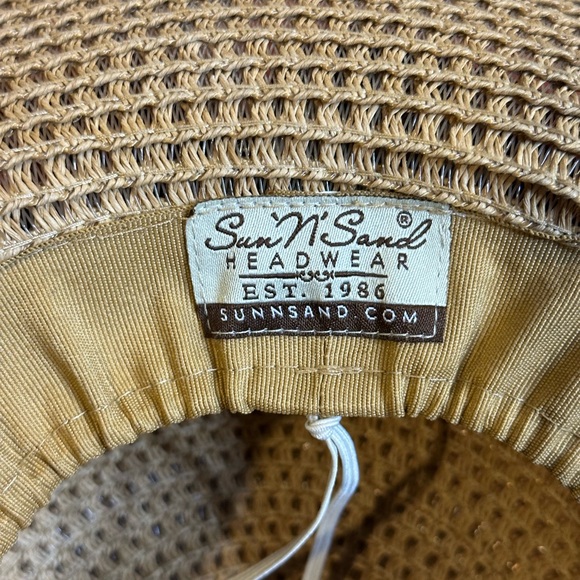 Sun 'N' Sand®
HEADWEAR
EST. 1986
SUNNSAND.COM